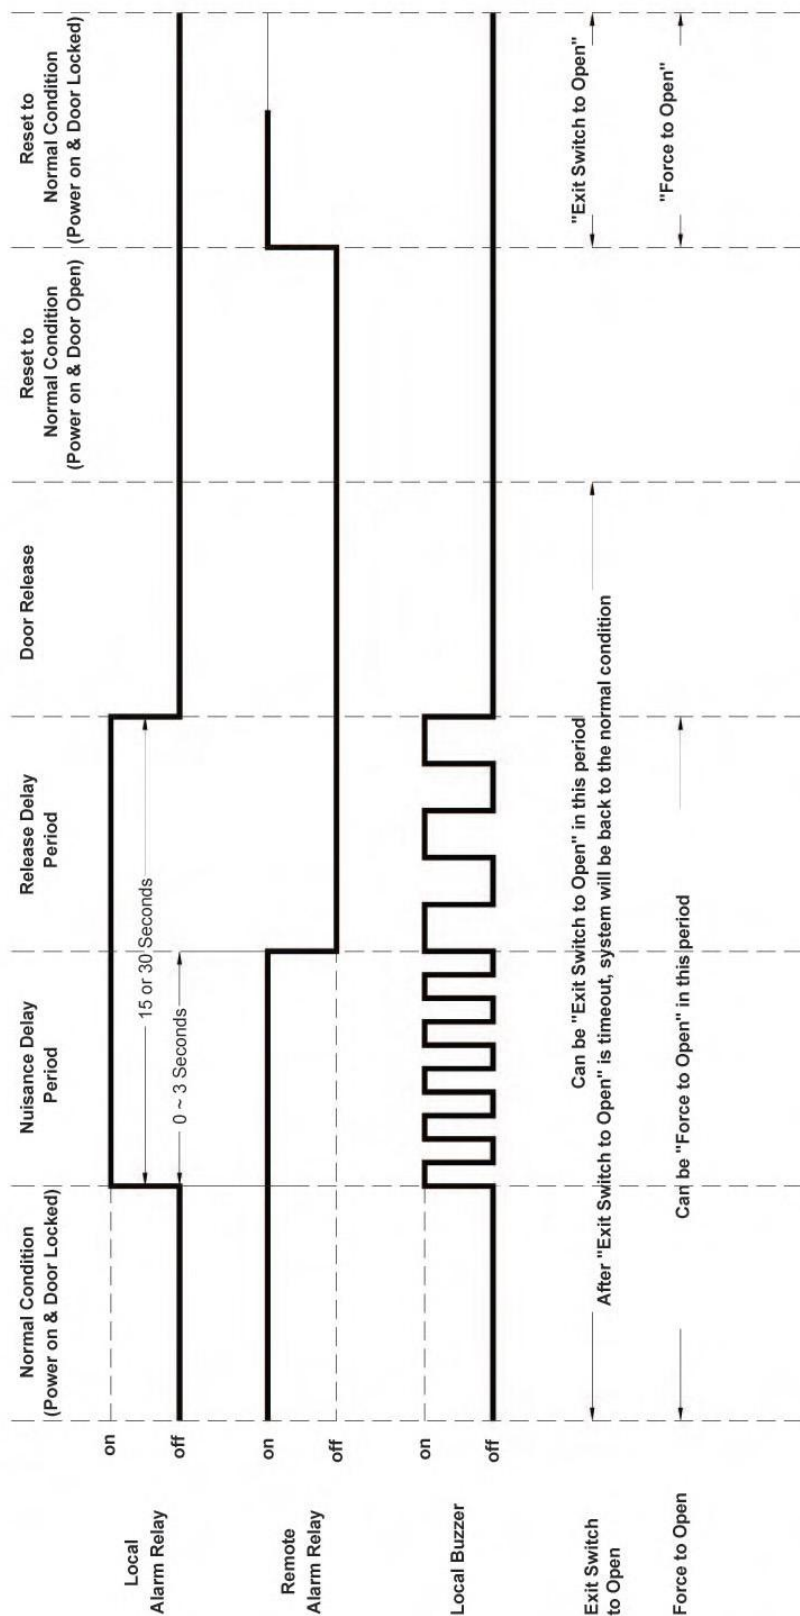 Normal Condition
(Power on & Door Locked)
Nuisance Delay
Period
Release Delay
Period
Door Release
Reset to
Normal Condition
(Power on & Door Open)
Reset to
Normal Condition
(Power on & Door Locked)
Local
Alarm Relay
on
off
15 or 30 Seconds
0 ~ 3 Seconds
Remote
Alarm Relay
on
off
Local Buzzer
on
off
Exit Switch
to Open
Can be "Exit Switch to Open" in this period
After "Exit Switch to Open" is timeout, system will be back to the normal condition
"Exit Switch to Open"
Force to Open
Can be "Force to Open" in this period
"Force to Open"